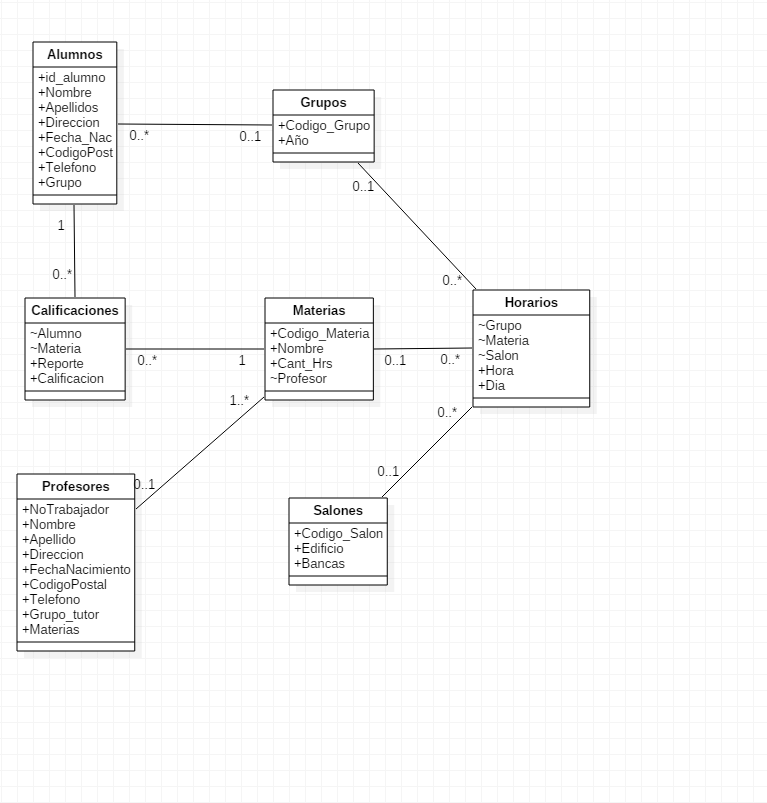 Alumnos
+id_alumno
+Nombre
+Apellidos
+Direccion
+Fecha_Nac
+CodigoPost
+Telefono
+Grupo
0..*
0..1
Grupos
+Codigo_Grupo
+Año
0..1
0..*
1
0..*
Calificaciones
~Alumno
~Materia
+Reporte
+Calificacion
0..*
1
Materias
+Codigo_Materia
+Nombre
+Cant_Hrs
~Profesor
0..1
0..*
Horarios
~Grupo
~Materia
~Salon
+Hora
+Dia
1..*
0..1
0..*
0..1
Profesores
+NoTrabajador
+Nombre
+Apellido
+Direccion
+FechaNacimiento
+CodigoPostal
+Telefono
+Grupo_tutor
+Materias
Salones
+Codigo_Salon
+Edificio
+Bancas